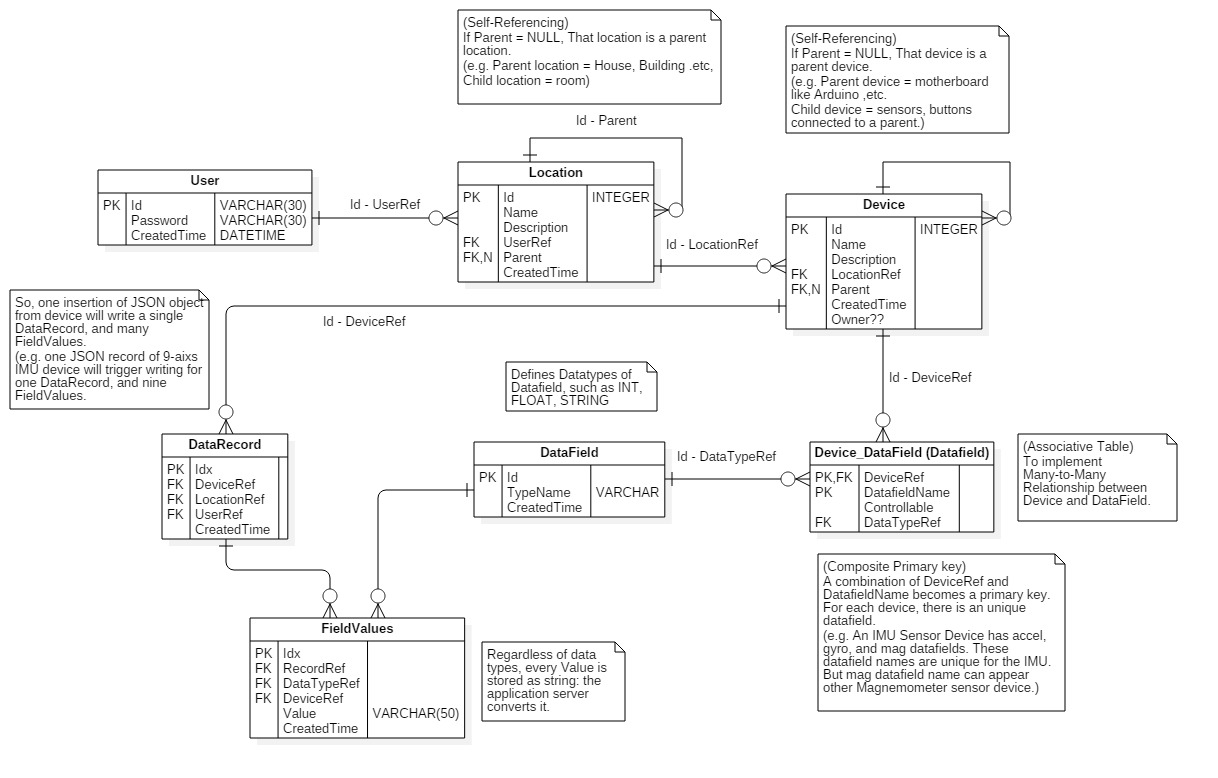 (Self-Referencing)
If Parent = NULL, That location is a parent
location.
(e.g. Parent location = House, Building .etc,
Child location = room)
(Self-Referencing)
If Parent = NULL, That device is a
parent device.
(e.g. Parent device = motherboard
like Arduino ,etc.
Child device = sensors, buttons
connected to a parent.)
Id - Parent
User
PK Id VARCHAR(30)
Password VARCHAR(30)
CreatedTime DATETIME
Id - UserRef
Location
PK Id INTEGER
Name
Description
FK UserRef
FK,N Parent
CreatedTime
Id - LocationRef
Device
PK Id INTEGER
Name
Description
FK LocationRef
FK,N Parent
CreatedTime
Owner??
So, one insertion of JSON object
from device will write a single
DataRecord, and many
FieldValues.
(e.g. one JSON record of 9-aixs
IMU device will trigger writing for
one DataRecord, and nine
FieldValues.
Id - DeviceRef
Id - DeviceRef
Defines Datatypes of
Datafield, such as INT,
FLOAT, STRING
DataRecord
PK Idx
FK DeviceRef
FK LocationRef
FK UserRef
CreatedTime
DataField
PK Id
TypeName VARCHAR
CreatedTime
Id - DataTypeRef
Device_DataField (Datafield)
PK,FK DeviceRef
PK DatafieldName
Controllable
FK DataTypeRef
(Associative Table)
To implement
Many-to-Many
Relationship between
Device and DataField.
(Composite Primary key)
A combination of DeviceRef and
DatafieldName becomes a primary key.
For each device, there is an unique
datafield.
(e.g. An IMU Sensor Device has accel,
gyro, and mag datafields. These
datafield names are unique for the IMU.
But mag datafield name can appear
other Magnemometer sensor device.)
FieldValues
PK Idx
FK RecordRef
FK DataTypeRef
FK DeviceRef
Value VARCHAR(50)
CreatedTime
Regardless of data
types, every Value is
stored as string: the
application server
converts it.